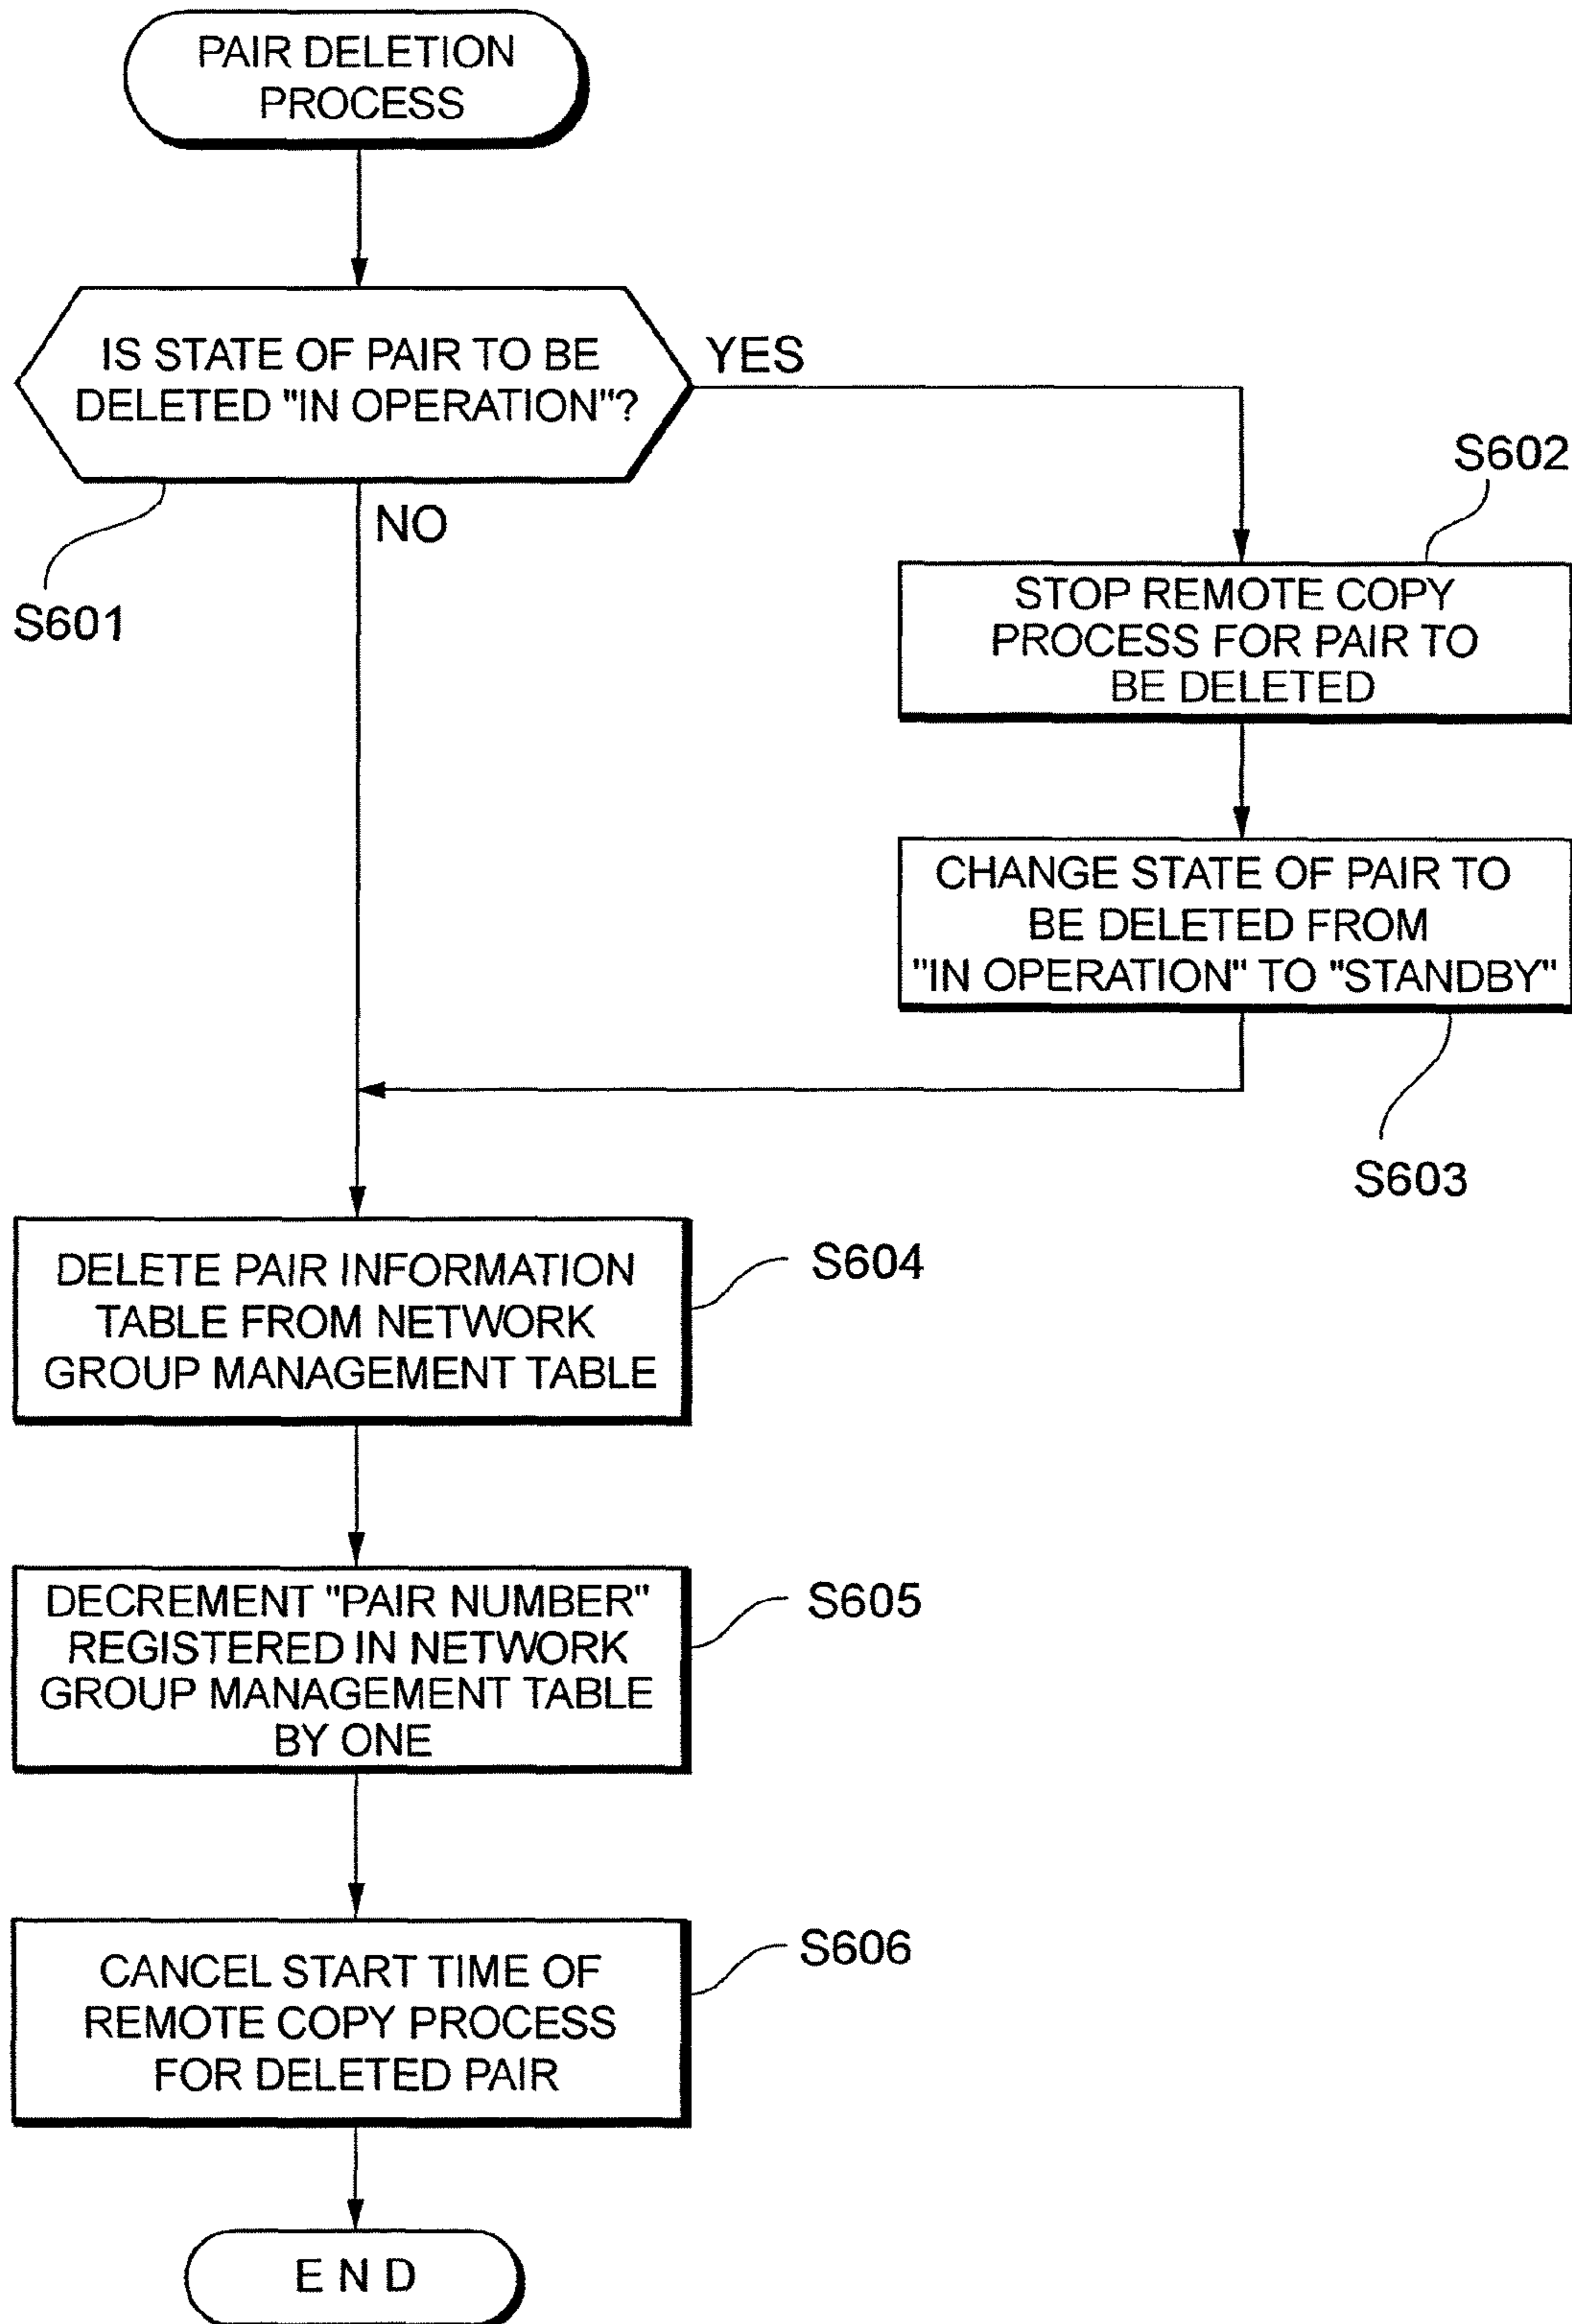 PAIR DELETION
PROCESS
IS STATE OF PAIR TO BE
DELETED "IN OPERATION"?
YES
NO
S601
S602
STOP REMOTE COPY
PROCESS FOR PAIR TO
BE DELETED
CHANGE STATE OF PAIR TO
BE DELETED FROM
"IN OPERATION" TO "STANDBY"
S603
DELETE PAIR INFORMATION
TABLE FROM NETWORK
GROUP MANAGEMENT TABLE
S604
DECREMENT "PAIR NUMBER"
REGISTERED IN NETWORK
GROUP MANAGEMENT TABLE
BY ONE
S605
CANCEL START TIME OF
REMOTE COPY PROCESS
FOR DELETED PAIR
S606
END